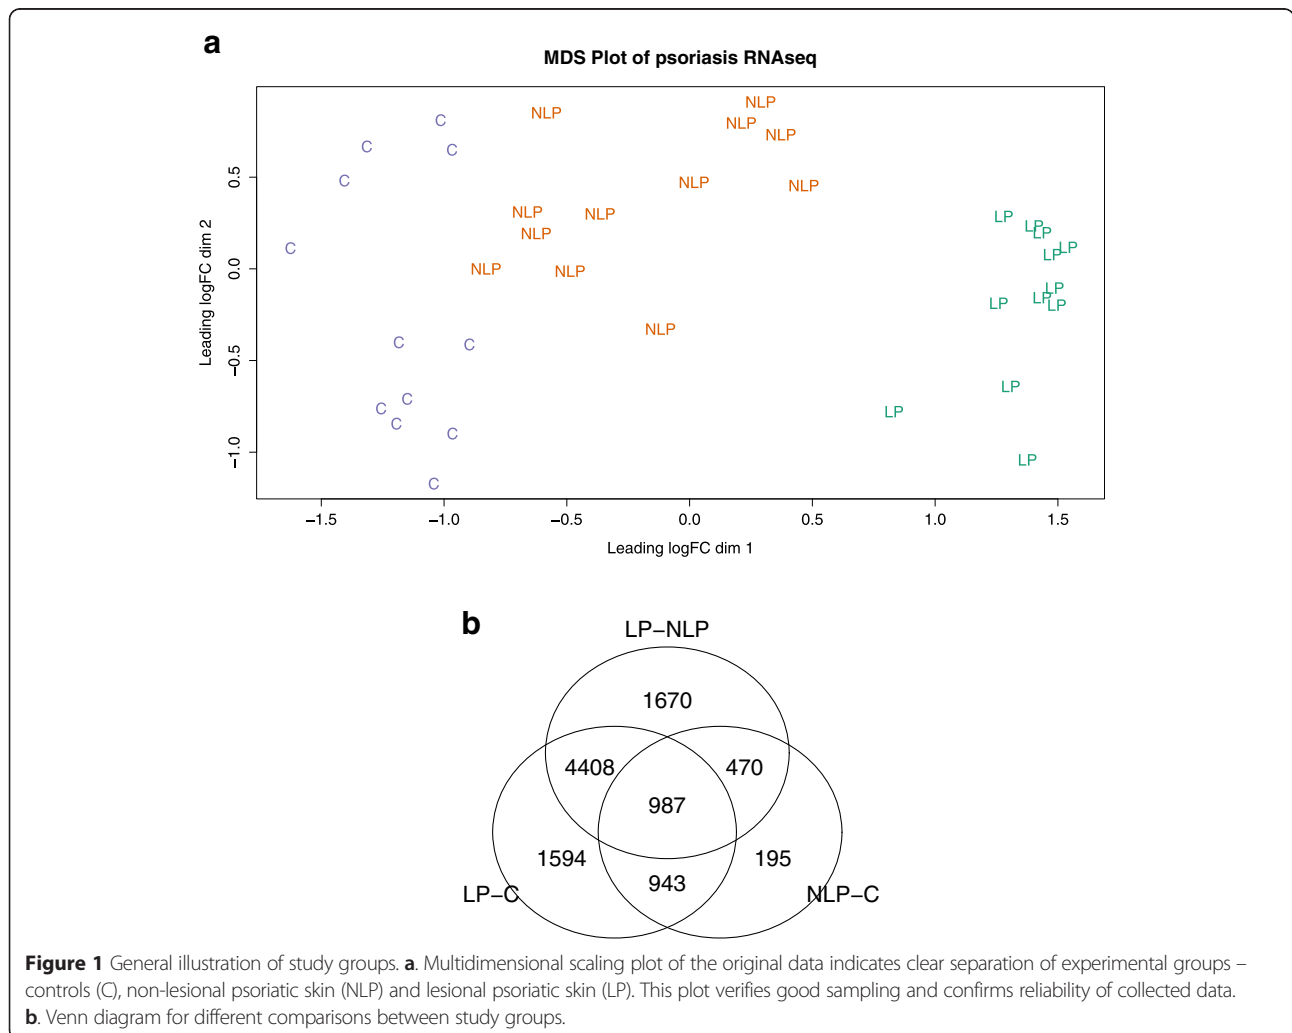 a
MDS Plot of psoriasis RNAseq
Leading logFC dim 2
0.5
0.0
−0.5
−1.0
C
C
C
C
C
C
C
C
C
C
C
C
NLP
NLP
NLP
NLP
NLP
NLP
NLP
NLP
NLP
NLP
NLP
NLP
LP
LP
LP
LP
LP
LP
LP
LP
LP
LP
LP
LP
−1.5 −1.0 −0.5 0.0 0.5 1.0 1.5
Leading logFC dim 1
b
LP−NLP
1670
4408 470
987
1594 195
943
LP−C NLP−C
Figure 1 General illustration of study groups. a. Multidimensional scaling plot of the original data indicates clear separation of experimental groups –
controls (C), non-lesional psoriatic skin (NLP) and lesional psoriatic skin (LP). This plot verifies good sampling and confirms reliability of collected data.
b. Venn diagram for different comparisons between study groups.